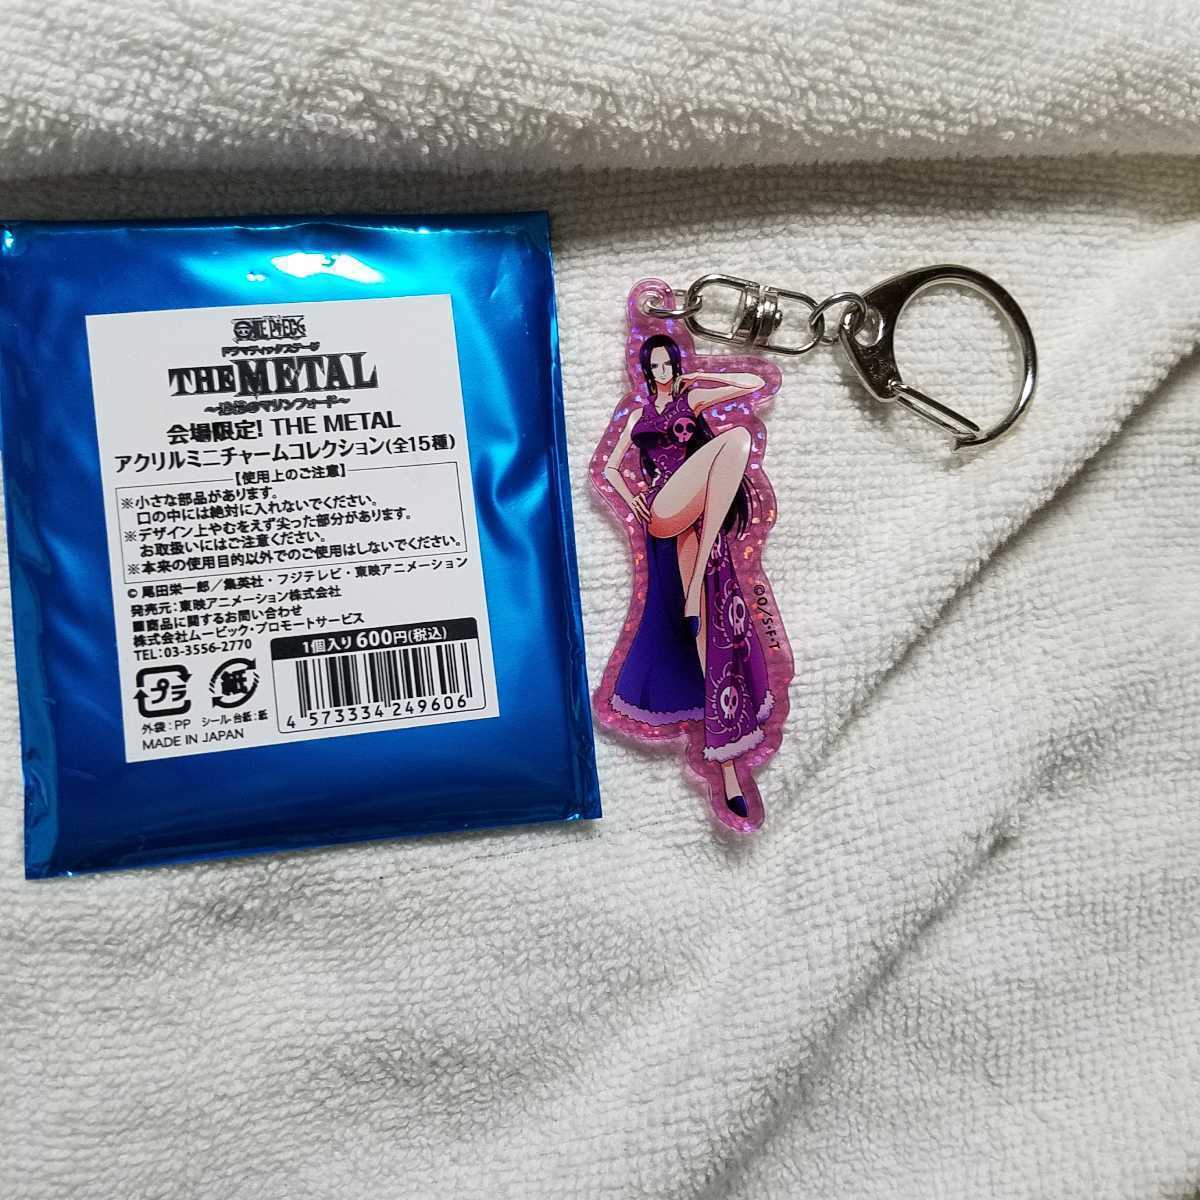 ONE PIECE
ドラマティックステージ
THE METAL
～追憶のマリンフォード～
会場限定! THE METAL
アクリルミニチャームコレクション(全15種)
【使用上のご注意】
※小さな部品があります。
口の中には絶対に入れないでください。
※デザイン上やむをえず尖った部分があります。
お取扱いにはご注意ください。
※本来の使用目的以外でのご使用はしないでください。
© 尾田栄一郎／集英社・フジテレビ・東映アニメーション
発売元：東映アニメーション株式会社
■商品に関するお問い合わせ
株式会社ムービック・プロモートサービス
TEL：03-3556-2770
1個入り 600円(税込)
プラ
紙
外袋：PP シール台紙：紙
MADE IN JAPAN
4 573334 249606
©O/S・F・T